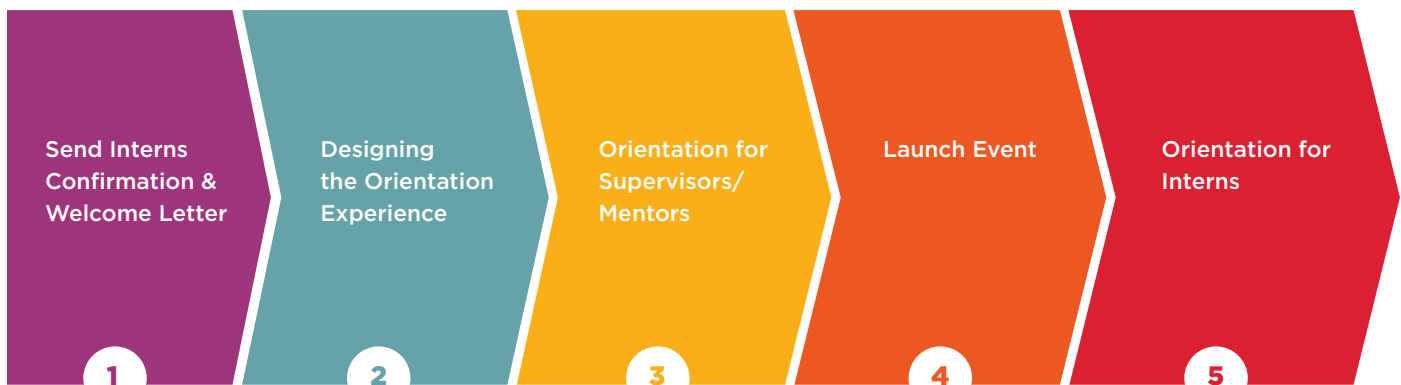 Send Interns
Confirmation &
Welcome Letter
1
Designing
the Orientation
Experience
2
Orientation for
Supervisors/
Mentors
3
Launch Event
4
Orientation for
Interns
5